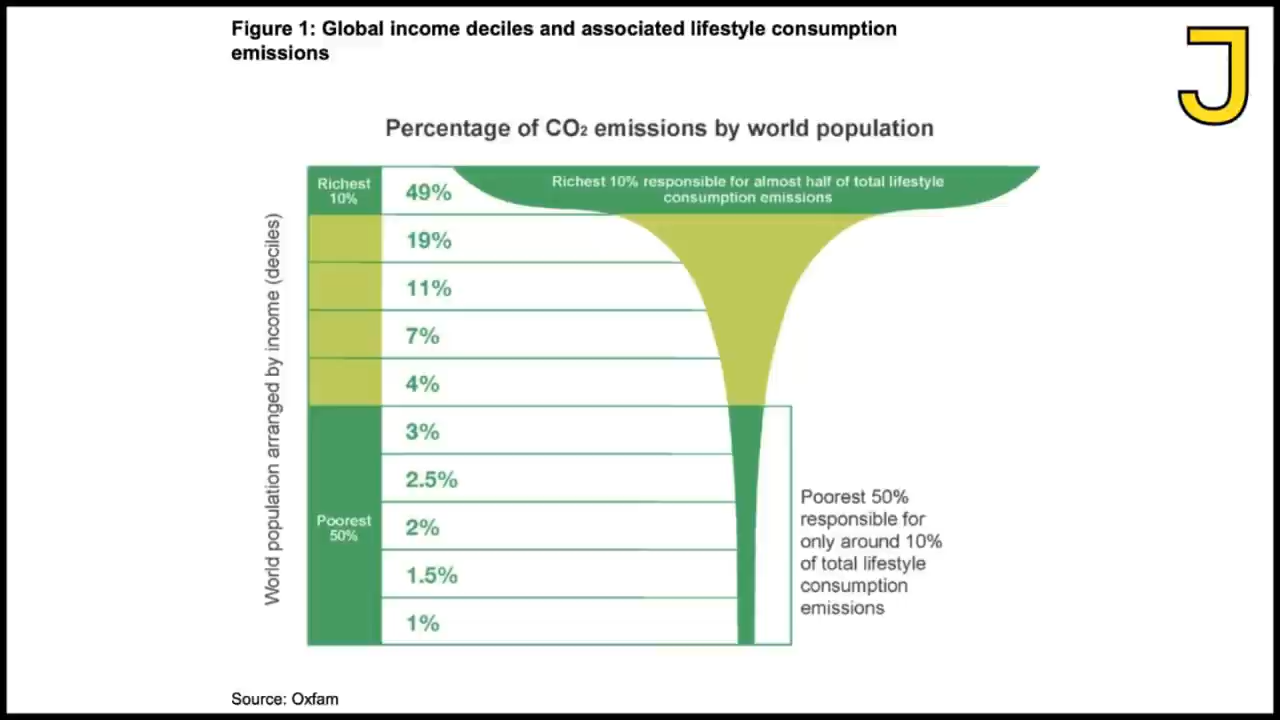 Figure 1: Global income deciles and associated lifestyle consumption
emissions
J
Percentage of CO₂ emissions by world population
World population arranged by income (deciles)
Richest
10%
49%
Richest 10% responsible for almost half of total lifestyle
consumption emissions
19%
11%
7%
4%
3%
2.5%
Poorest
50%
2%
1.5%
1%
Poorest 50%
responsible for
only around 10%
of total lifestyle
consumption
emissions
Source: Oxfam